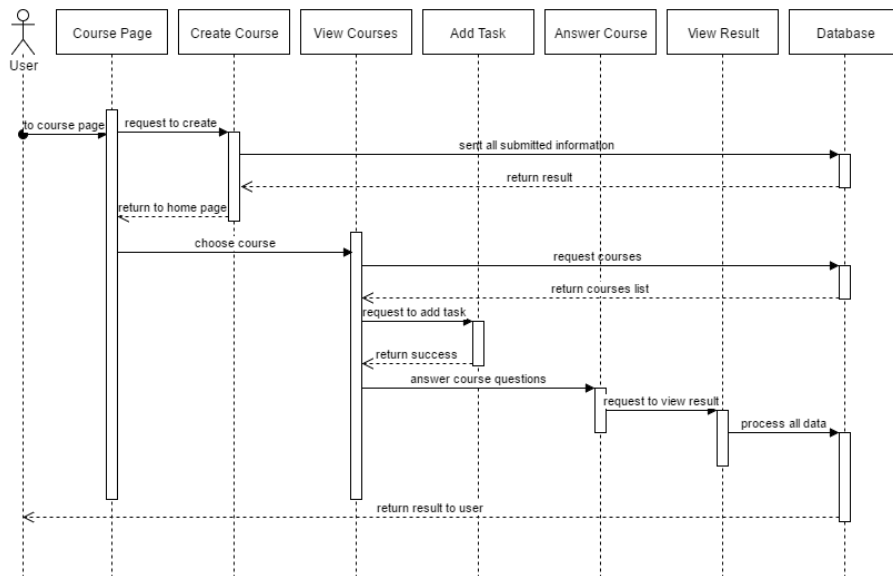 Course Page
Create Course
View Courses
Add Task
Answer Course
View Result
Database
User
to course page
request to create
sent all submitted information
return result
return to home page
choose course
request courses
return courses list
request to add task
return success
answer course questions
request to view result
process all data
return result to user